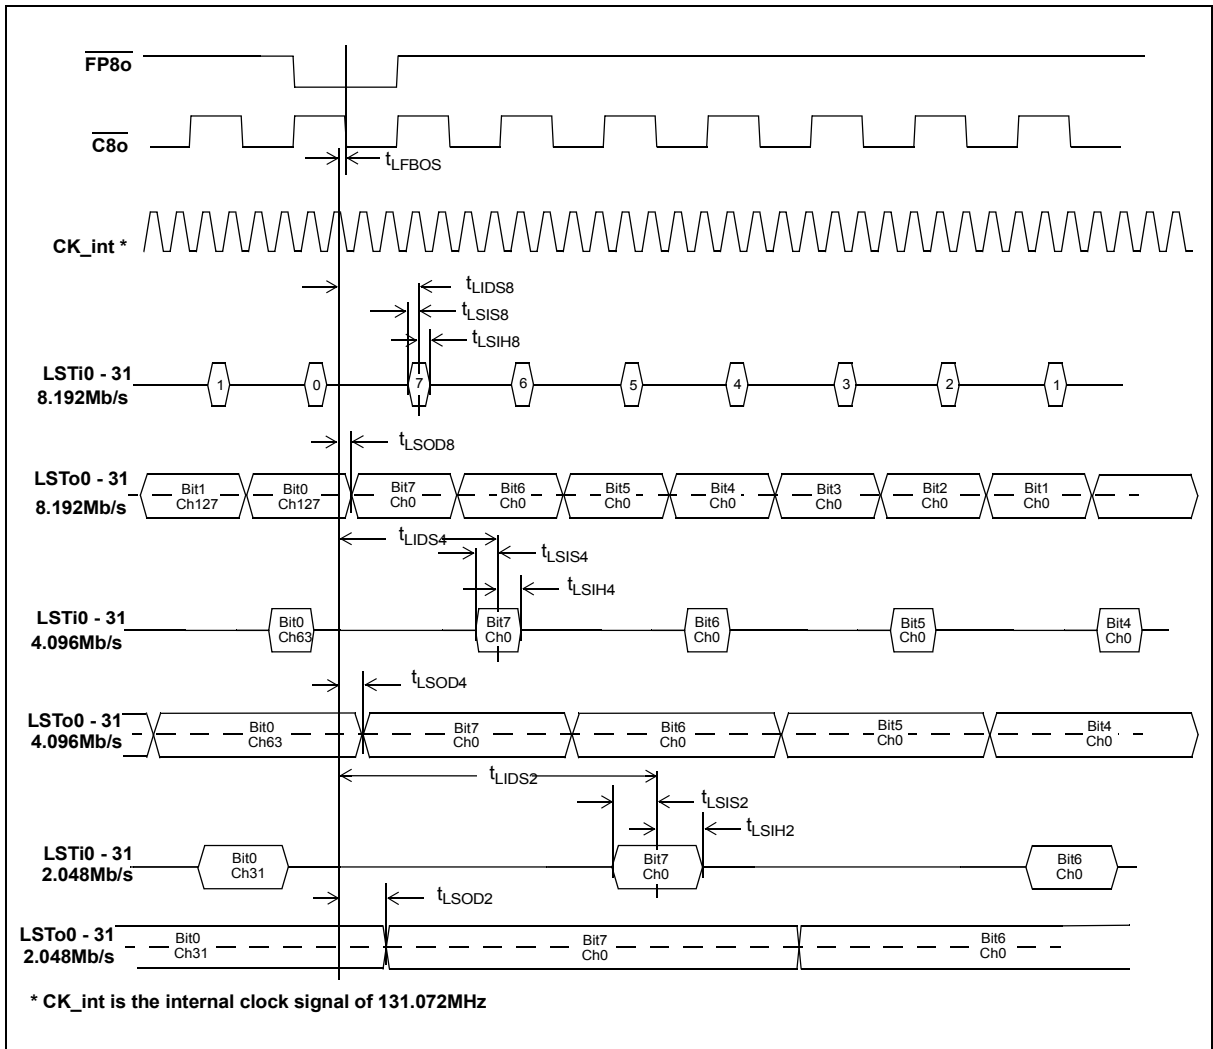 FP8o
C8o
tLFBOS
CK_int *
tLIDS8
tLSIS8
tLSIH8
LSTi0 - 31
8.192Mb/s
1 0 7 6 5 4 3 2 1
tLSOD8
LSTo0 - 31
8.192Mb/s
Bit1 Bit0 Bit7 Bit6 Bit5 Bit4 Bit3 Bit2 Bit1
Ch127 Ch127 Ch0 Ch0 Ch0 Ch0 Ch0 Ch0 Ch0
tLIDS4
tLSIS4
tLSIH4
LSTi0 - 31
4.096Mb/s
Bit0 Bit7 Bit6 Bit5 Bit4
Ch63 Ch0 Ch0 Ch0 Ch0
tLSOD4
LSTo0 - 31
4.096Mb/s
Bit0 Bit7 Bit6 Bit5 Bit4
Ch63 Ch0 Ch0 Ch0 Ch0
tLIDS2
tLSIS2
tLSIH2
LSTi0 - 31
2.048Mb/s
Bit0 Bit7 Bit6
Ch31 Ch0 Ch0
tLSOD2
LSTo0 - 31
2.048Mb/s
Bit0 Bit7 Bit6
Ch31 Ch0 Ch0
* CK_int is the internal clock signal of 131.072MHz